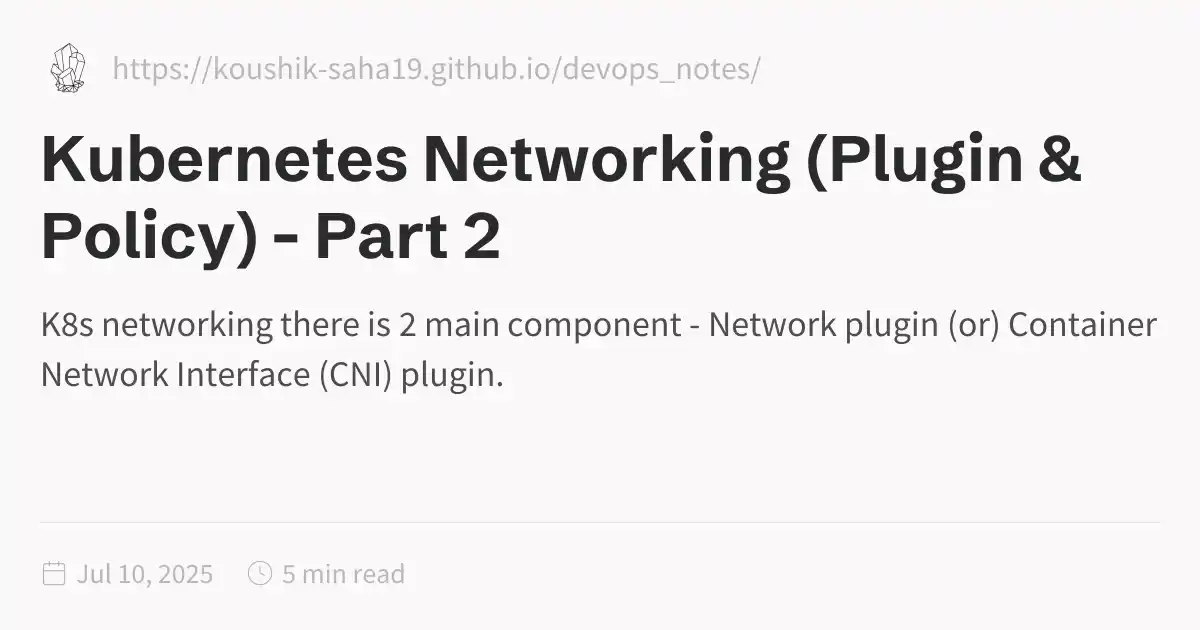 https://koushik-saha19.github.io/devops_notes/
Kubernetes Networking (Plugin &
Policy) - Part 2
K8s networking there is 2 main component - Network plugin (or) Container
Network Interface (CNI) plugin.
Jul 10, 2025 5 min read